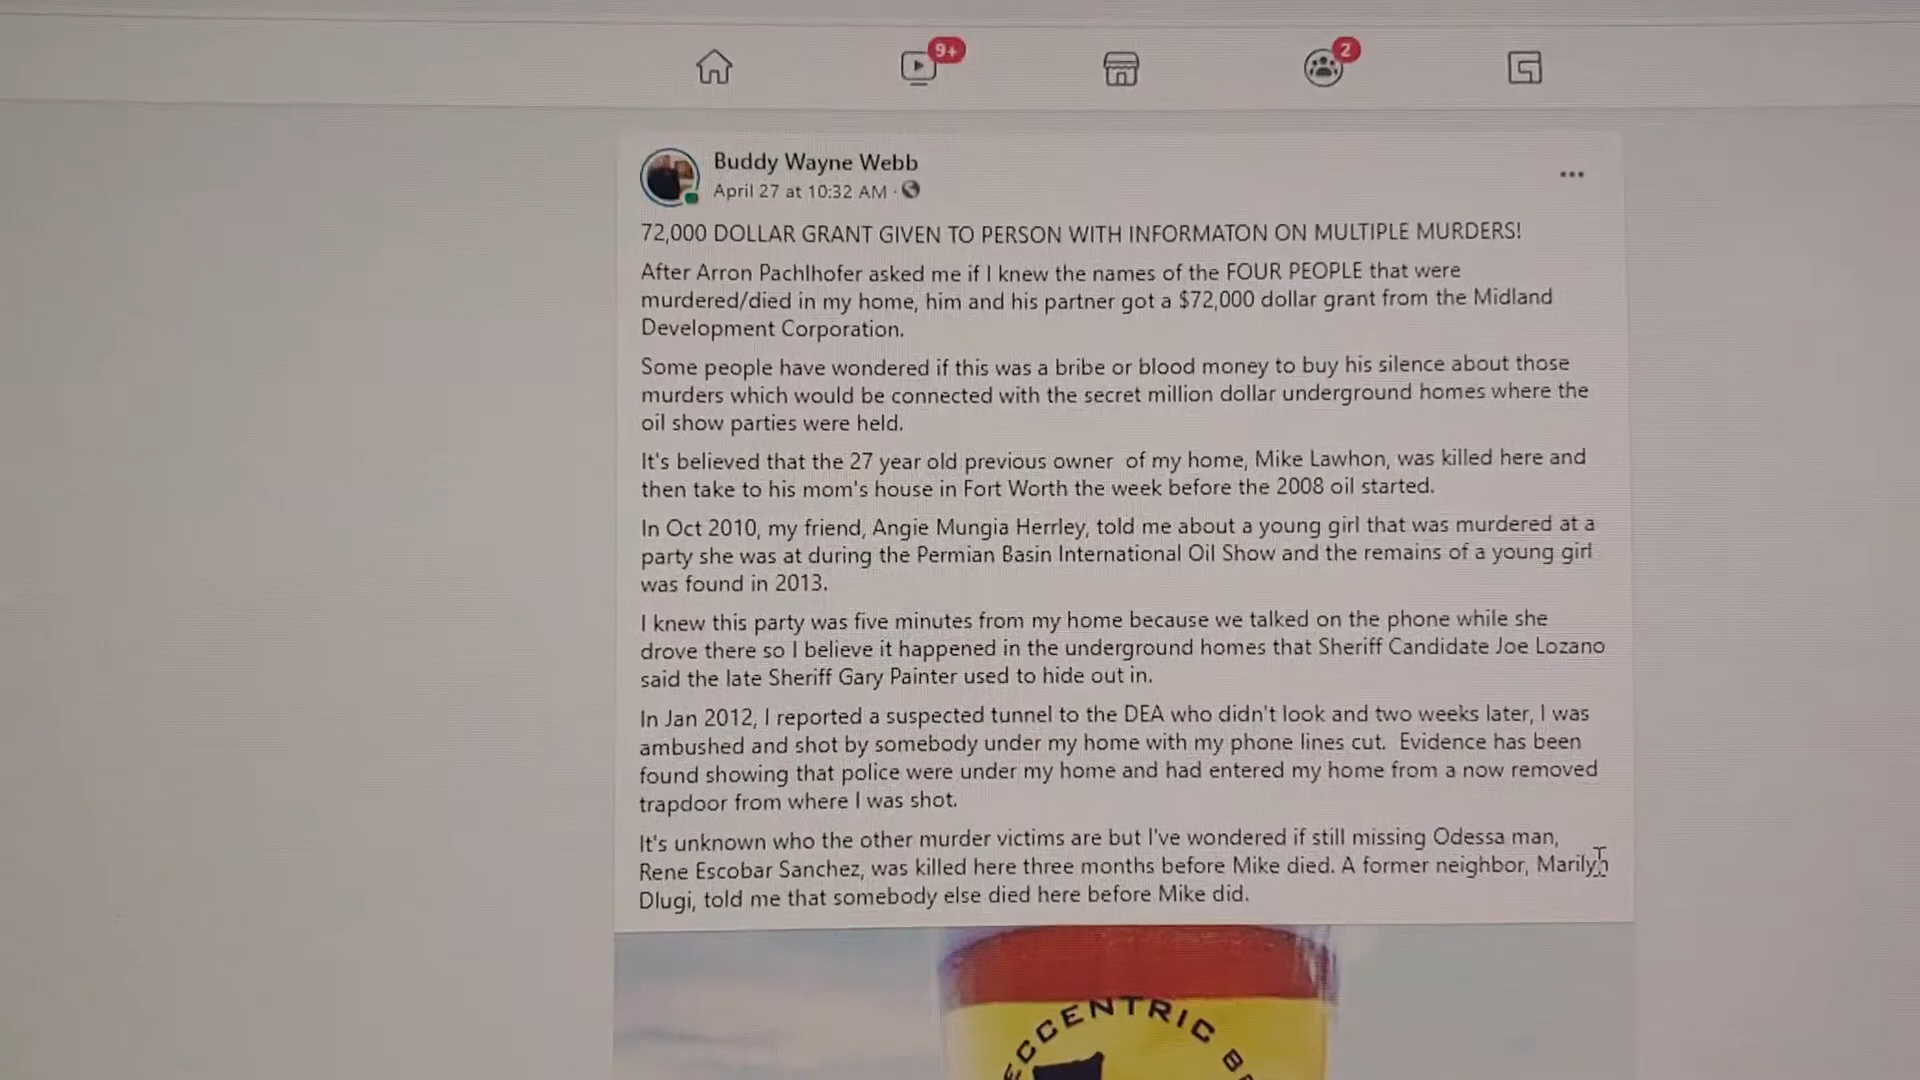 9+
2
Buddy Wayne Webb
April 27 at 10:32 AM ·
72,000 DOLLAR GRANT GIVEN TO PERSON WITH INFORMATON ON MULTIPLE MURDERS!
After Arron Pachlhofer asked me if I knew the names of the FOUR PEOPLE that were
murdered/died in my home, him and his partner got a $72,000 dollar grant from the Midland
Development Corporation.
Some people have wondered if this was a bribe or blood money to buy his silence about those
murders which would be connected with the secret million dollar underground homes where the
oil show parties were held.
It's believed that the 27 year old previous owner of my home, Mike Lawhon, was killed here and
then take to his mom's house in Fort Worth the week before the 2008 oil started.
In Oct 2010, my friend, Angie Mungia Herrley, told me about a young girl that was murdered at a
party she was at during the Permian Basin International Oil Show and the remains of a young girl
was found in 2013.
I knew this party was five minutes from my home because we talked on the phone while she
drove there so I believe it happened in the underground homes that Sheriff Candidate Joe Lozano
said the late Sheriff Gary Painter used to hide out in.
In Jan 2012, I reported a suspected tunnel to the DEA who didn't look and two weeks later, I was
ambushed and shot by somebody under my home with my phone lines cut. Evidence has been
found showing that police were under my home and had entered my home from a now removed
trapdoor from where I was shot.
It's unknown who the other murder victims are but I've wondered if still missing Odessa man,
Rene Escobar Sanchez, was killed here three months before Mike died. A former neighbor, Marilyn
Dlugi, told me that somebody else died here before Mike did.
ECCENTRIC